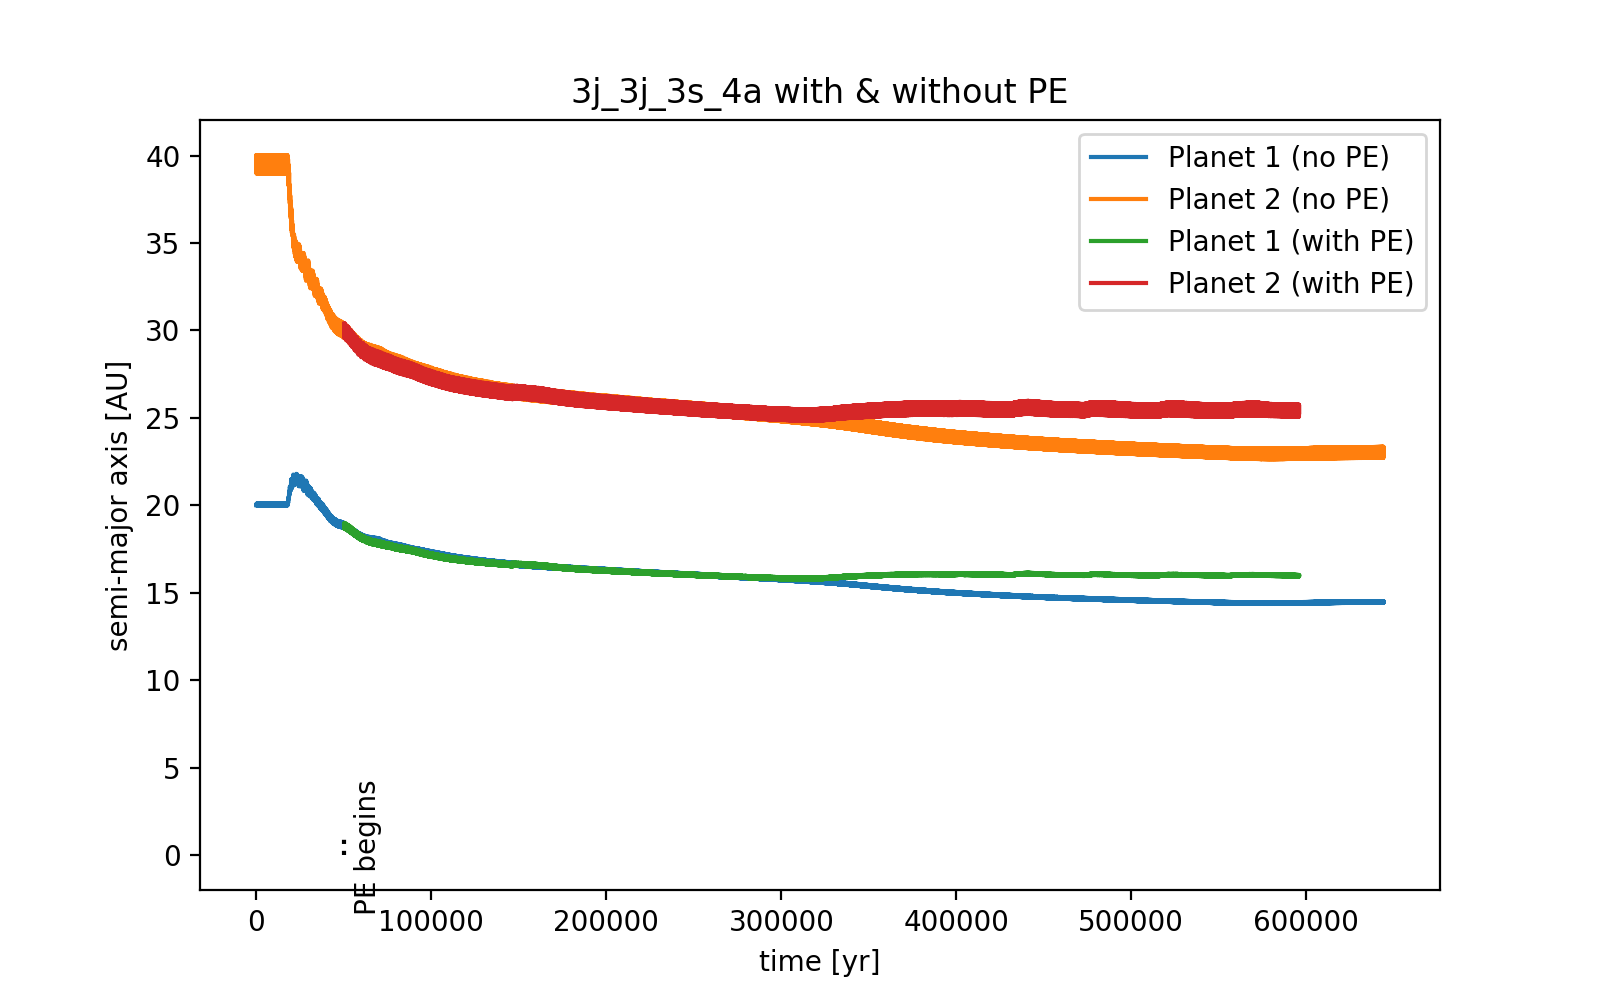 3j_3j_3s_4a with & without PE
Planet 1 (no PE)
Planet 2 (no PE)
Planet 1 (with PE)
Planet 2 (with PE)
semi-major axis [AU]
40
35
30
25
20
15
10
5
0
PE begins
0 100000 200000 300000 400000 500000 600000
time [yr]